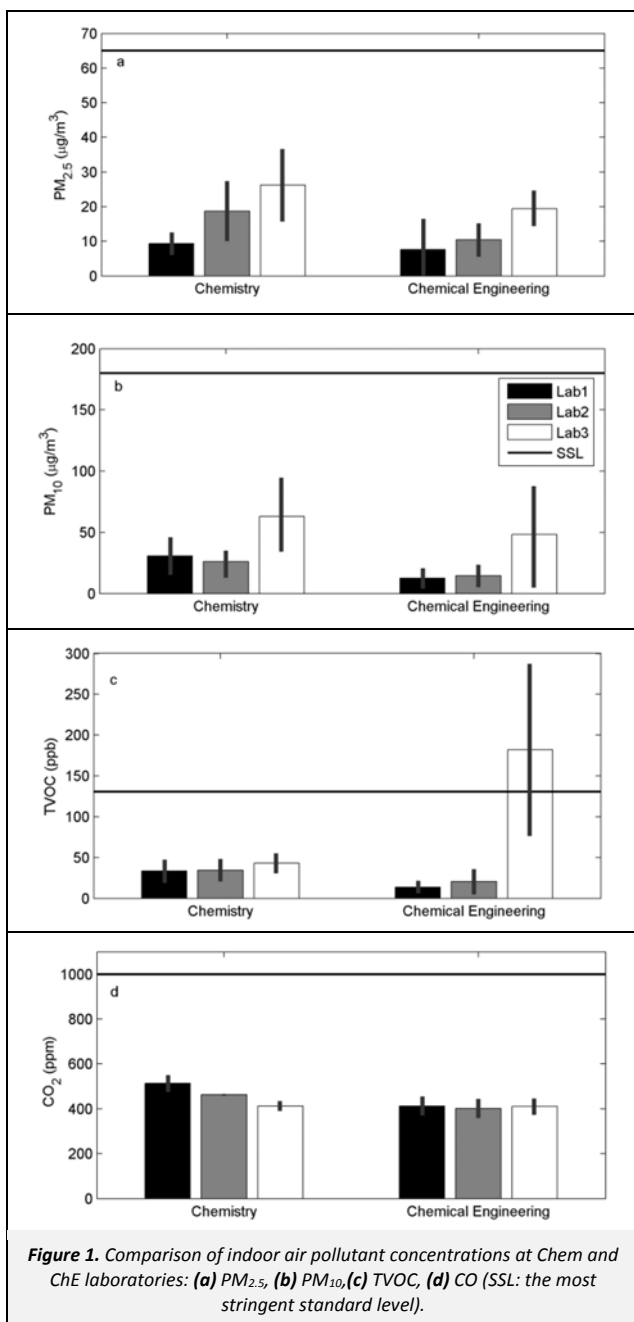 70
60
50
40
30
20
10
0
PM2.5 (μg/m³)
a
Chemistry
Chemical Engineering
200
150
100
50
0
PM10 (μg/m³)
b
Lab1
Lab2
Lab3
SSL
Chemistry
Chemical Engineering
300
250
200
150
100
50
0
TVOC (ppb)
c
Chemistry
Chemical Engineering
1000
800
600
400
200
0
CO2 (ppm)
d
Chemistry
Chemical Engineering
Figure 1. Comparison of indoor air pollutant concentrations at Chem and
ChE laboratories: (a) PM2.5, (b) PM10,(c) TVOC, (d) CO (SSL: the most
stringent standard level).